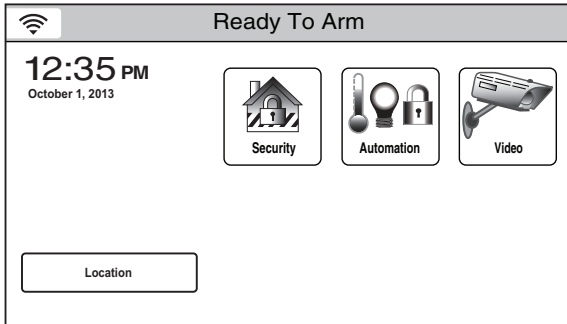 Ready To Arm
12:35 PM
October 1, 2013
Security
Automation
Video
Location